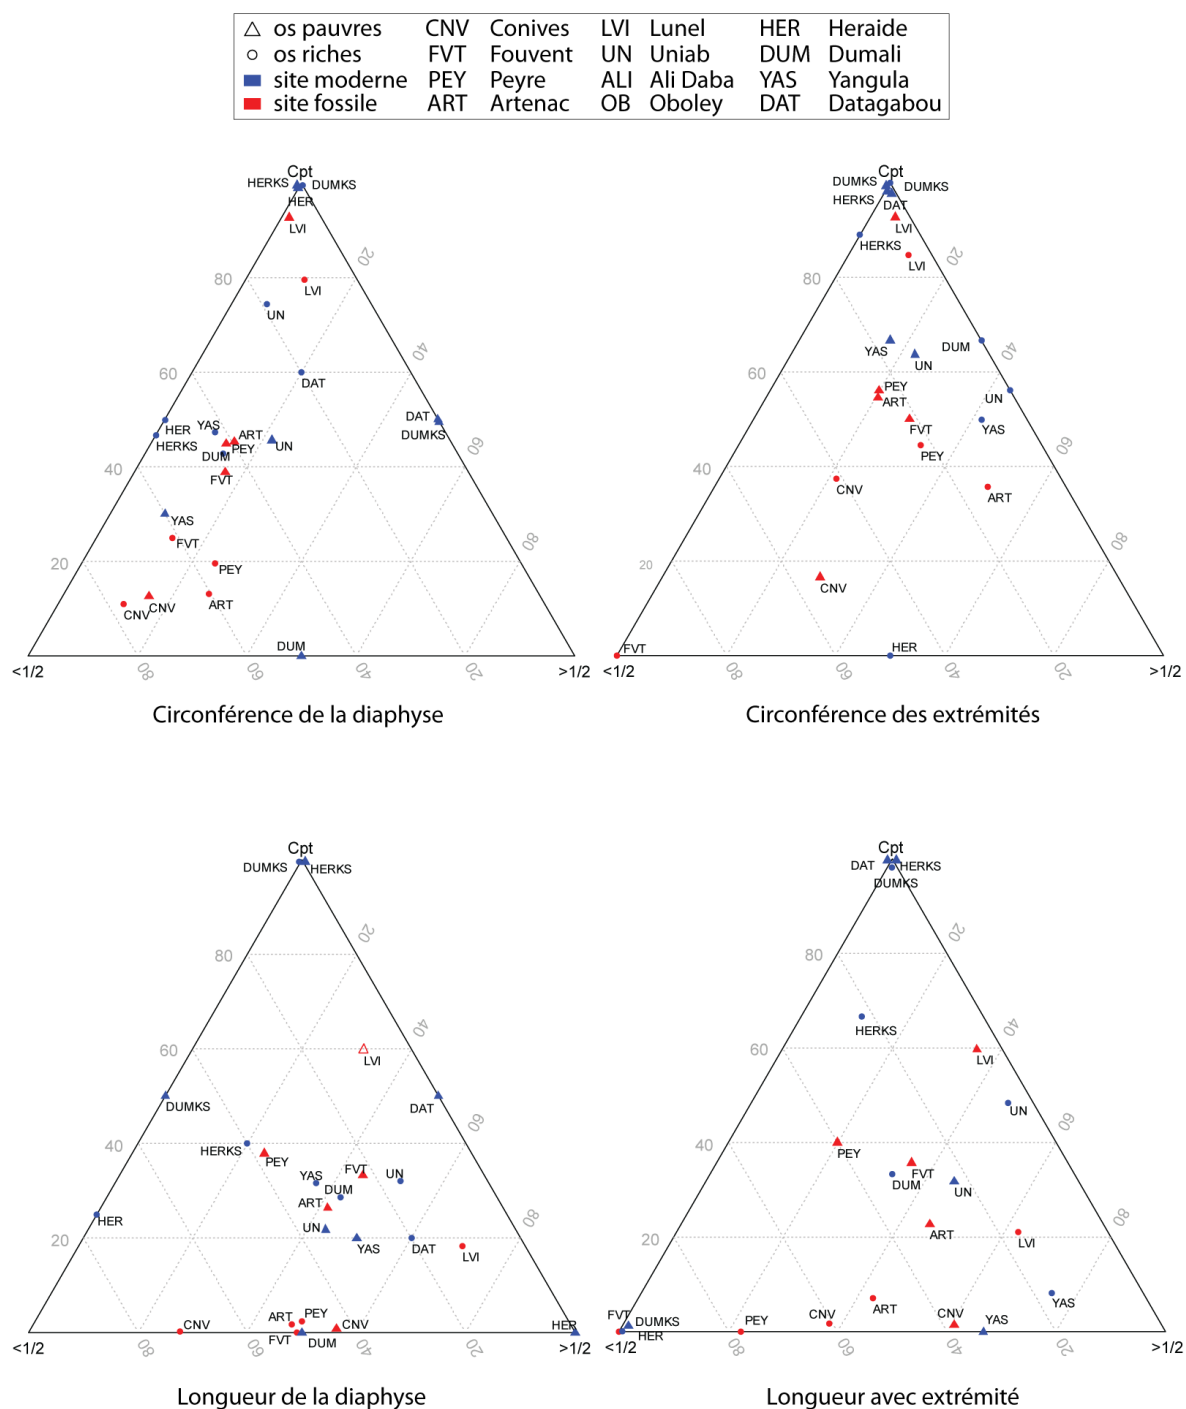 os pauvres CNV Conives LVI Lunel HER Heraide
os riches FVT Fouvent UN Uniab DUM Dumali
site moderne PEY Peyre ALI Ali Daba YAS Yangula
site fossile ART Artenac OB Oboley DAT Datagabou
Cpt
HERKS DUMKS
HER
LVI
20
80
LVI
UN
40
60
DAT
DAT
HER YAS ART
DUMKS
HERKS PEY UN
DUM
60
40
FVT
YAS
FVT
80
20
PEY
CNV CNV ART
DUM
<1/2 80 60 40 20 >1/2
Circonférence de la diaphyse
Cpt
DUMKS DUMKS
HERKS DAT
LVI
HERKS
20
LVI
80
DUM
40
YAS UN
60
PEY
UN
ART
FVT YAS
PEY
60
40
CNV
ART
80
20
CNV
FVT HER
<1/2 80 60 40 20 >1/2
Circonférence des extrémités
Cpt
DUMKS HERKS
20
80
40
60
LVI
DUMKS DAT
60
40
HERKS PEY
FVT UN
YAS
DUM
ART
HER
80
UN
20
YAS DAT LVI
CNV ART PEY CNV HER
FVT DUM
<1/2 80 60 40 20 >1/2
Longueur de la diaphyse
Cpt
DAT HERKS
DUMKS
20
80
HERKS
40
60
LVI
UN
60
40
PEY
FVT
DUM UN
80
ART
20
LVI
YAS
FVT CNV ART CNV YAS
DUMKS PEY
HER
<1/2 80 60 40 20 >1/2
Longueur avec extrémité